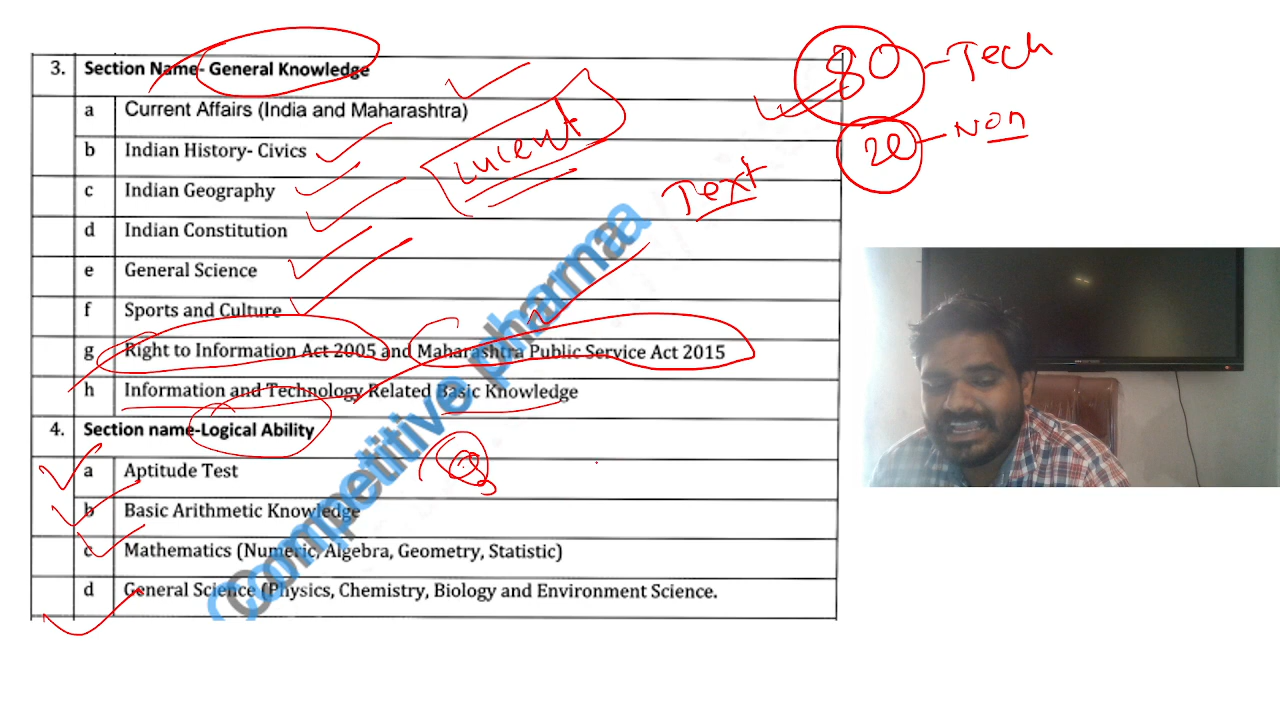 3. Section Name- General Knowledge
a Current Affairs (India and Maharashtra)
b Indian History- Civics
c Indian Geography
d Indian Constitution
e General Science
f Sports and Culture
g Right to Information Act 2005 and Maharashtra Public Service Act 2015
h Information and Technology Related Basic Knowledge
4. Section name-Logical Ability
a Aptitude Test
b Basic Arithmetic Knowledge
c Mathematics (Numeric, Algebra, Geometry, Statistic)
d General Science (Physics, Chemistry, Biology and Environment Science.
80 - Tech
20 - Non
Lucent
Text
competitive pharmaa